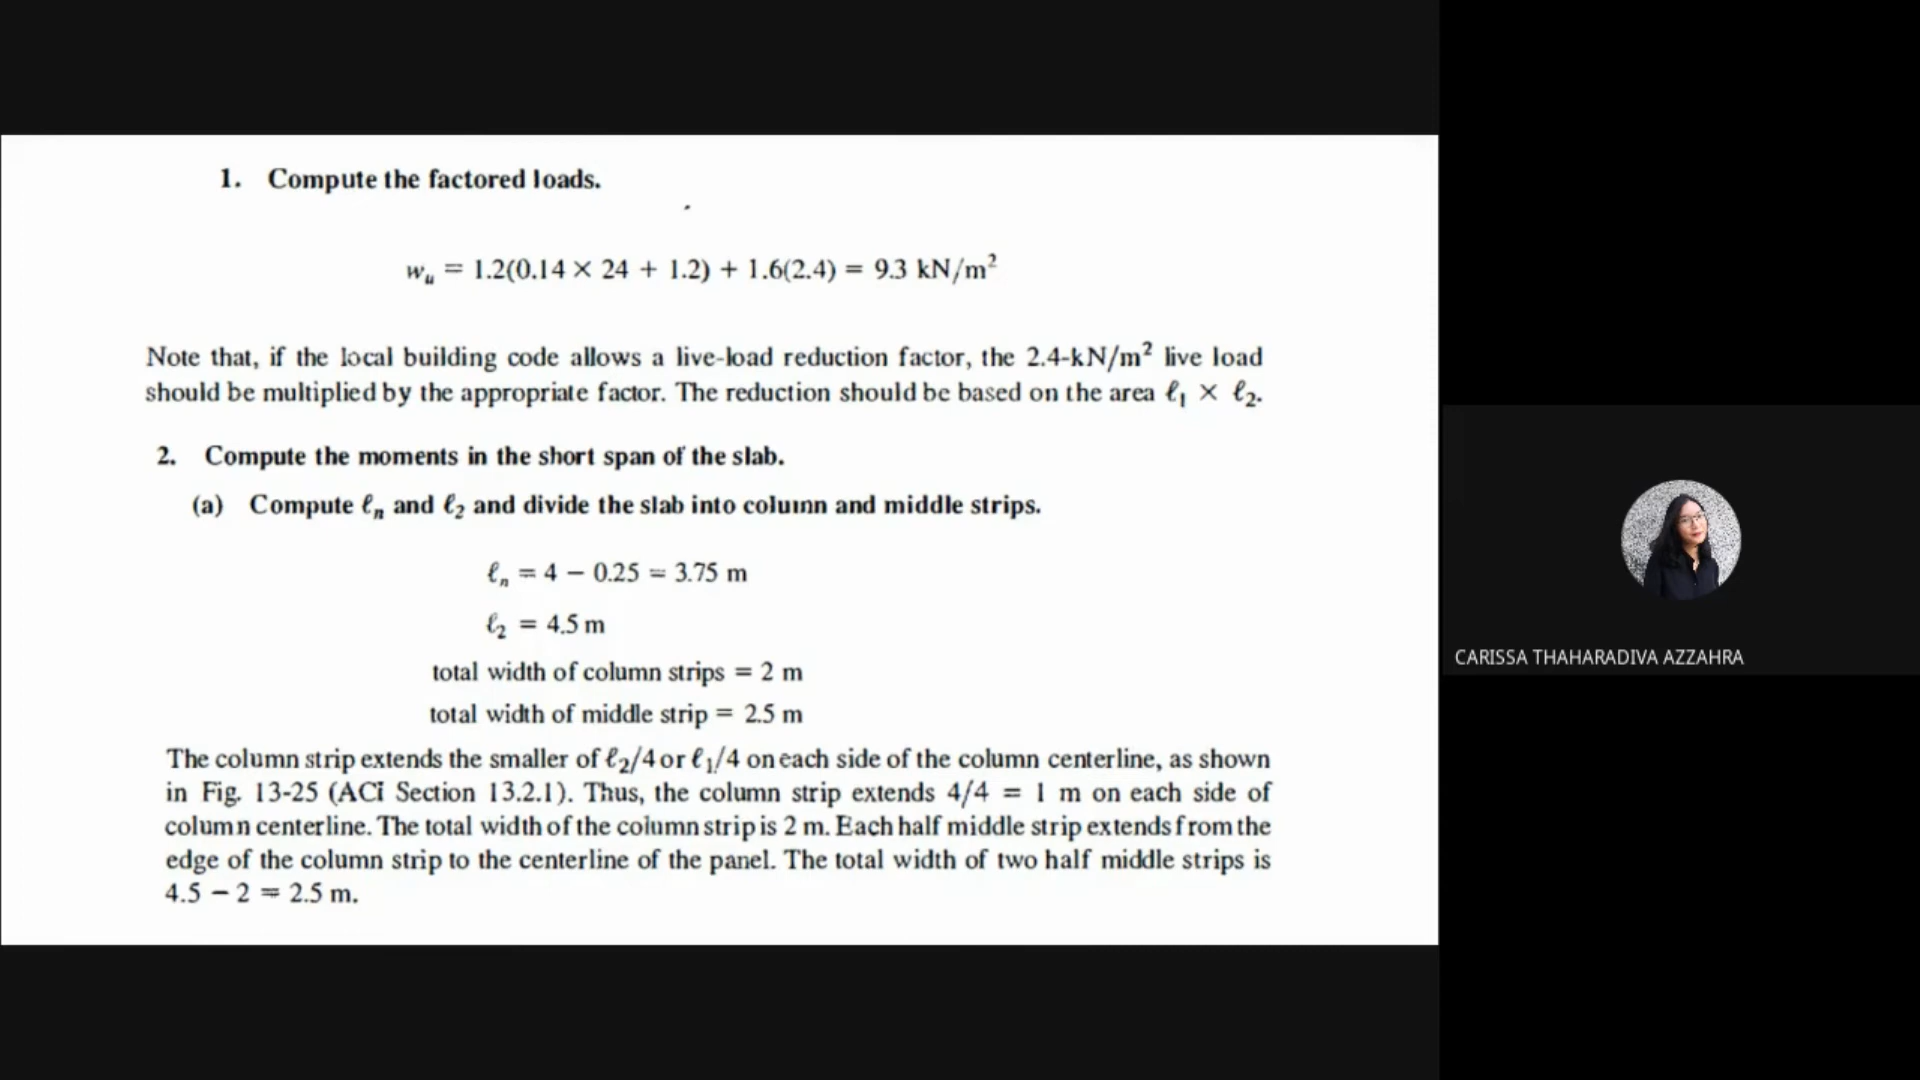 1. Compute the factored loads.
wᵤ = 1.2(0.14 × 24 + 1.2) + 1.6(2.4) = 9.3 kN/m²
Note that, if the local building code allows a live-load reduction factor, the 2.4-kN/m² live load
should be multiplied by the appropriate factor. The reduction should be based on the area ℓ₁ × ℓ₂.
2. Compute the moments in the short span of the slab.
(a) Compute ℓₙ and ℓ₂ and divide the slab into column and middle strips.
ℓₙ = 4 − 0.25 = 3.75 m
ℓ₂ = 4.5 m
total width of column strips = 2 m
total width of middle strip = 2.5 m
The column strip extends the smaller of ℓ₂/4 or ℓ₁/4 on each side of the column centerline, as shown
in Fig. 13-25 (ACI Section 13.2.1). Thus, the column strip extends 4/4 = 1 m on each side of
column centerline. The total width of the column strip is 2 m. Each half middle strip extends from the
edge of the column strip to the centerline of the panel. The total width of two half middle strips is
4.5 − 2 = 2.5 m.
CARISSA THAHARADIVA AZZAHRA